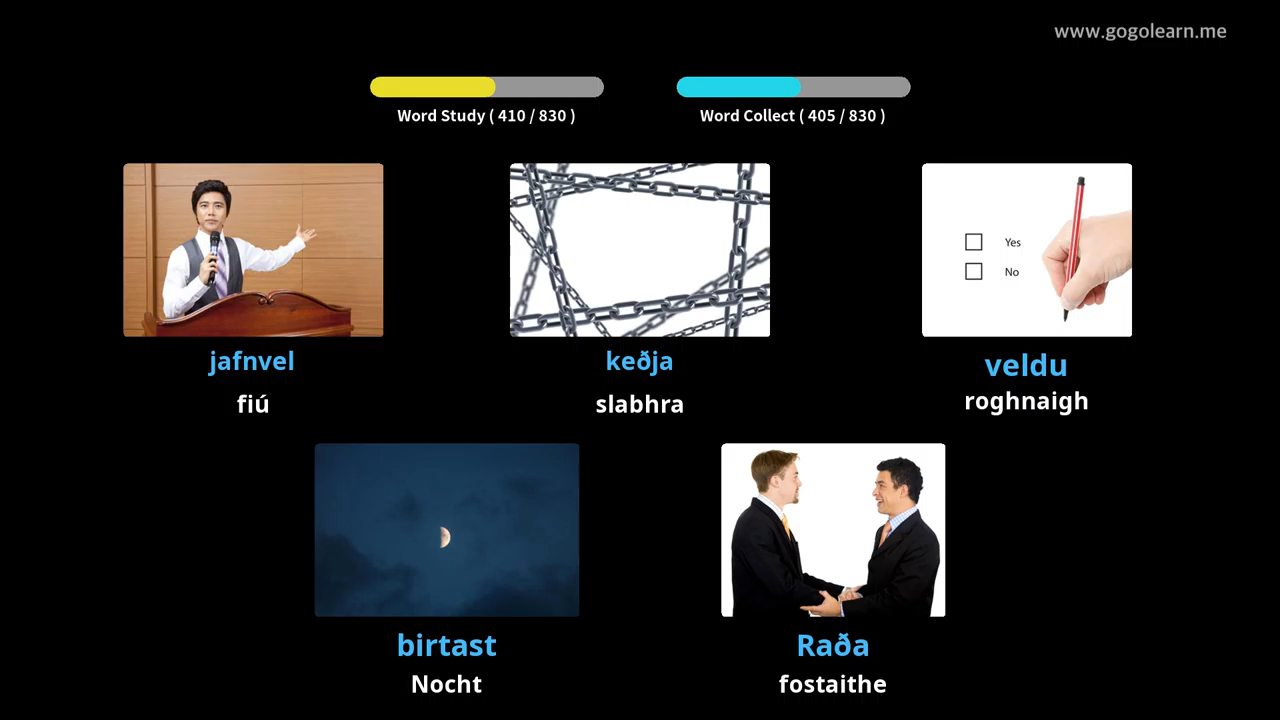 www.gogolearn.me
Word Study ( 410 / 830 )
Word Collect ( 405 / 830 )
Yes
No
jafnvel
fiú
keðja
slabhra
veldu
roghnaigh
birtast
Nocht
Raða
fostaithe